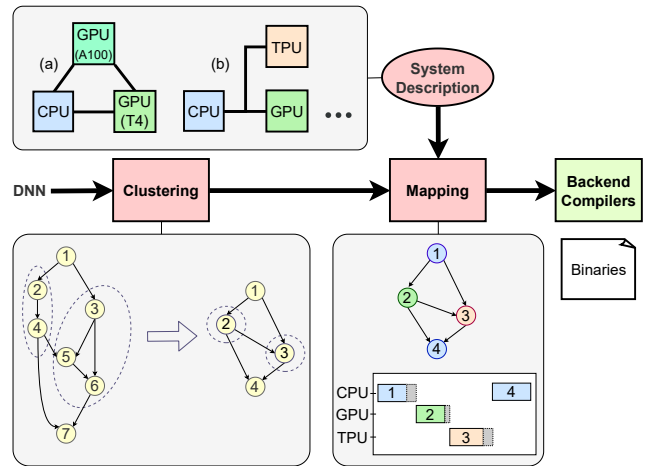 GPU
(A100)
(a)
CPU
GPU
(T4)
(b)
TPU
CPU
GPU
•••
System
Description
DNN
Clustering
Mapping
Backend
Compilers
Binaries
1
2
3
4
5
6
7
1
2
3
4
1
2
3
4
CPU
1
4
GPU
2
TPU
3